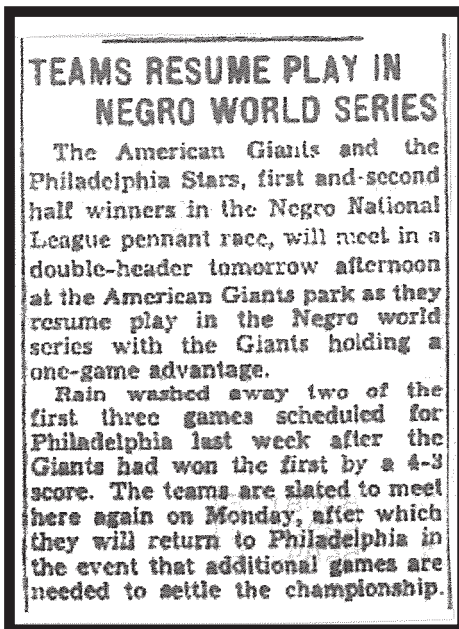 TEAMS RESUME PLAY IN
NEGRO WORLD SERIES
The American Giants and the
Philadelphia Stars, first and-second
half winners in the Negro National
League pennant race, will meet in a
double-header tomorrow afternoon
at the American Giants park as they
resume play in the Negro world
series with the Giants holding a
one-game advantage.
Rain washed away two of the
first three games scheduled for
Philadelphia last week after the
Giants had won the first by a 4-3
score. The teams are slated to meet
here again on Monday, after which
they will return to Philadelphia in
the event that additional games are
needed to settle the championship.